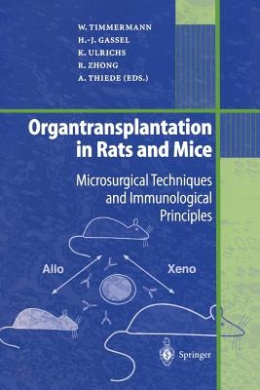 W. TIMMERMANN
H.-J. GASSEL
K. ULRICHS
R. ZHONG
A. THIEDE (EDS.)
Organtransplantation
in Rats and Mice
Microsurgical Techniques
and Immunological
Principles
Allo
Xeno
Springer